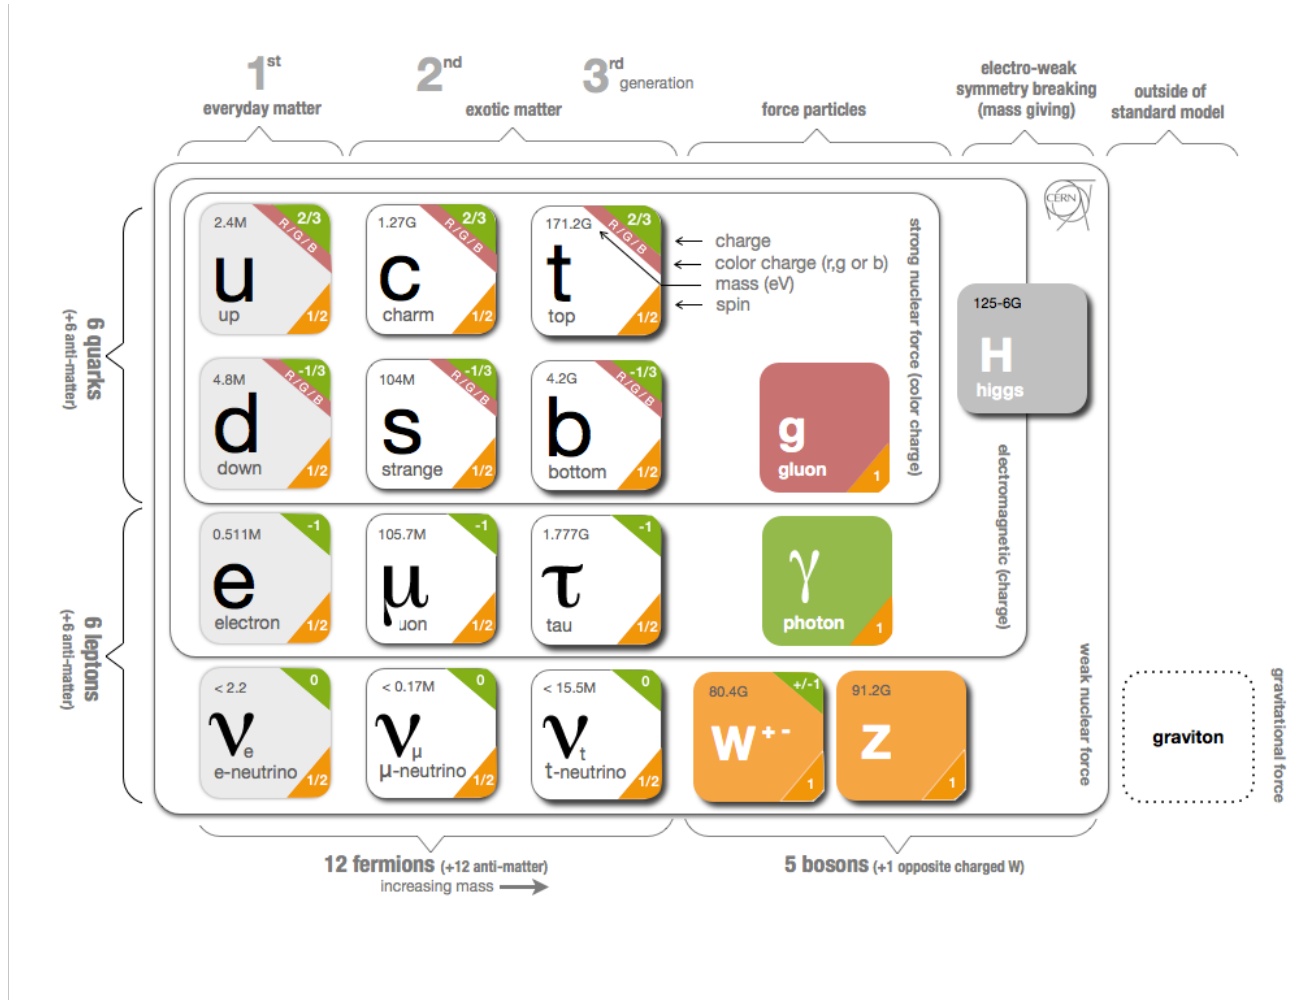 1st
2nd
3rd generation
everyday matter
exotic matter
force particles
electro-weak
symmetry breaking
(mass giving)
outside of
standard model
6 quarks
(+6 anti-matter)
2.4M
2/3
R/G/B
u
up
1/2
1.27G
2/3
R/G/B
c
charm
1/2
171.2G
2/3
R/G/B
t
top
1/2
charge
color charge (r,g or b)
mass (eV)
spin
strong nuclear force (color charge)
CERN
125-6G
H
higgs
4.8M
-1/3
R/G/B
d
down
1/2
104M
-1/3
R/G/B
s
strange
1/2
4.2G
-1/3
R/G/B
b
bottom
1/2
g
gluon
1
electromagnetic (charge)
6 leptons
(+6 anti-matter)
0.511M
-1
e
electron
1/2
105.7M
-1
μ
uon
1/2
1.777G
-1
τ
tau
1/2
γ
photon
1
weak nuclear force
< 2.2
0
νe
e-neutrino
1/2
< 0.17M
0
νμ
μ-neutrino
1/2
< 15.5M
0
νt
t-neutrino
1/2
80.4G
+/-1
W+-
1
91.2G
Z
1
graviton
gravitational force
12 fermions (+12 anti-matter)
increasing mass
5 bosons (+1 opposite charged W)